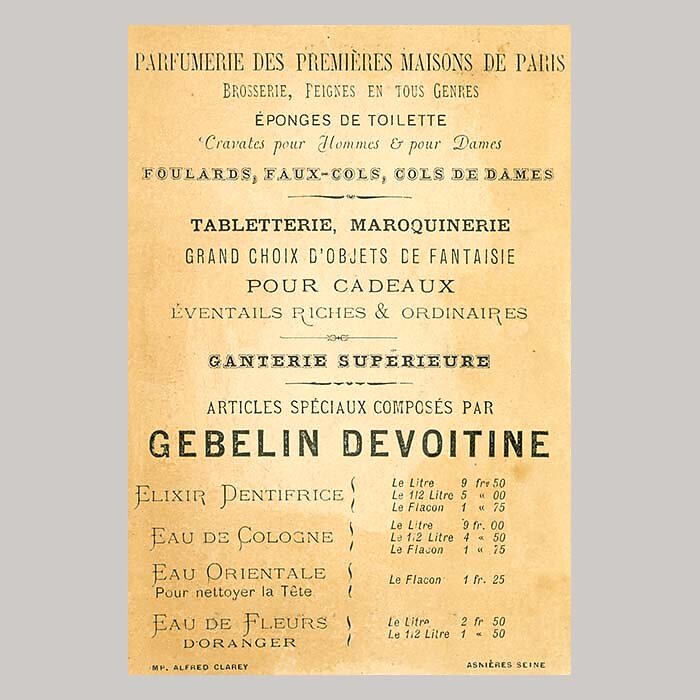 PARFUMERIE DES PREMIÈRES MAISONS DE PARIS
BROSSERIE, PEIGNES EN TOUS GENRES
ÉPONGES DE TOILETTE
Cravates pour Hommes & pour Dames
FOULARDS, FAUX-COLS, COLS DE DAMES
TABLETTERIE, MAROQUINERIE
GRAND CHOIX D'OBJETS DE FANTAISIE
POUR CADEAUX
ÉVENTAILS RICHES & ORDINAIRES
GANTERIE SUPÉRIEURE
ARTICLES SPÉCIAUX COMPOSÉS PAR
GEBELIN DEVOITINE
ELIXIR DENTIFRICE
Le Litre 9 fr 50
Le 1/2 Litre 5 « 00
Le Flacon 1 « 75
EAU DE COLOGNE
Le Litre 9 fr. 00
Le 1/2 Litre 4 « 50
Le Flacon 1 « 75
EAU ORIENTALE
Pour nettoyer la Tête
Le Flacon 1 fr. 25
EAU DE FLEURS
D'ORANGER
Le Litre 2 fr 50
Le 1/2 Litre 1 « 50
IMP. ALFRED CLAREY ASNIÈRES SEINE